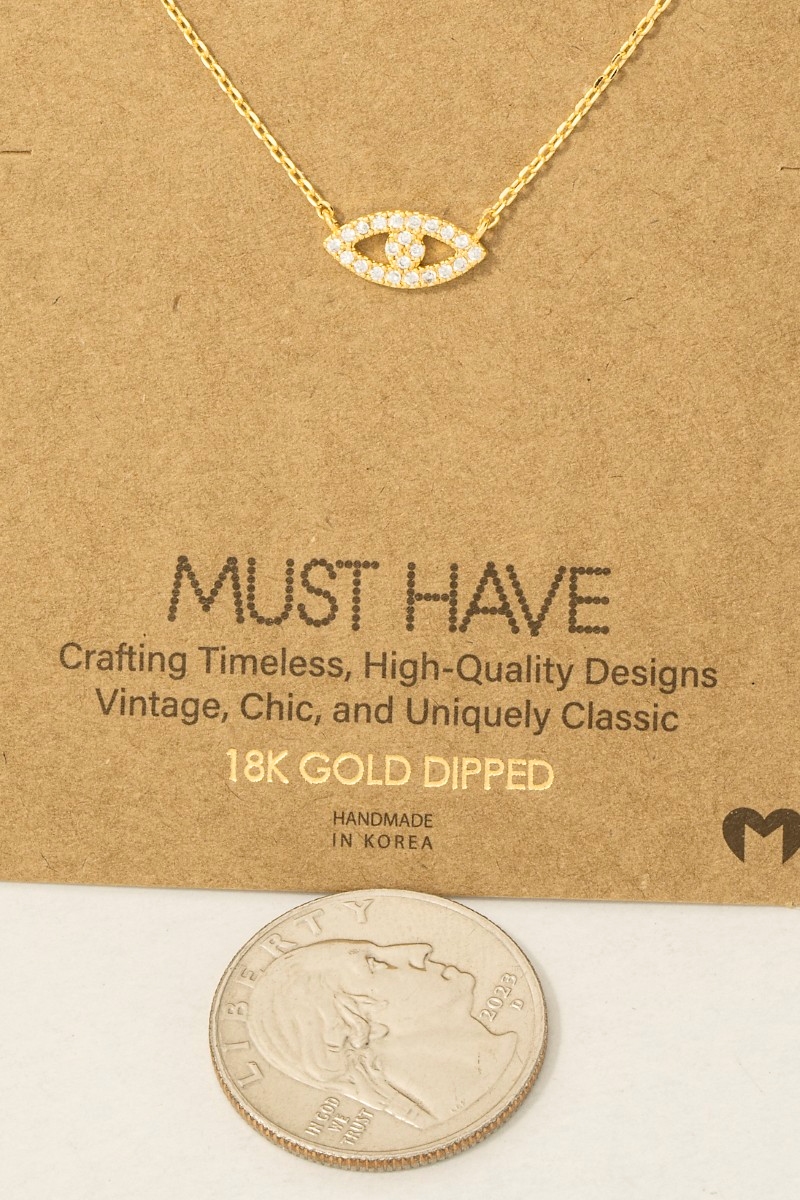 MUST HAVE
Crafting Timeless, High-Quality Designs
Vintage, Chic, and Uniquely Classic
18K GOLD DIPPED
HANDMADE
IN KOREA
M
LIBERTY
2023
D
IN GOD
WE
TRUST